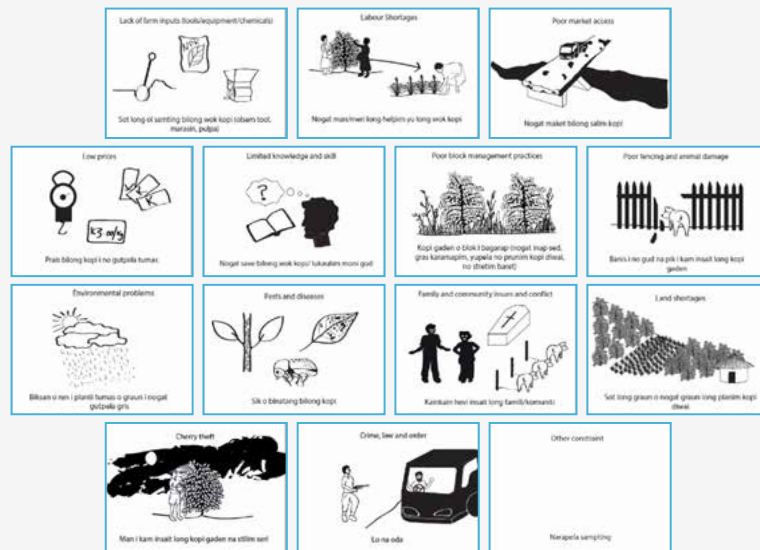 Lack of farm inputs (tools/equipment/chemicals)
Sot long ol samting bilong wok kopi (olsem tool,
marasin, pulpa)
Labour Shortages
Nogat man/meri long helpim yu long wok kopi
Poor market access
Nogat maket bilong salim kopi
Low prices
K3.00/kg
Prais bilong kopi i no gutpela tumas
Limited knowledge and skill
?
Nogat save bilong wok kopi/ lukautim moni gud
Poor block management practices
Kopi gaden o blok i bagarap (nogat map sed,
gras karamapim, yupela no prunim kopi diwai,
no stretim baret)
Poor fencing and animal damage
Banis i no gud na pik i kam insait long kopi
gaden
Environmental problems
Biksan o ren i planti tumas o graun i nogat
gutpela gris
Pests and diseases
Sik o binatang bilong kopi
Family and community issues and conflict
Kainkain hevi insait long famili/komuniti
Land shortages
Sot long graun o nogat graun long planim kopi
diwai
Cherry theft
Man i kam insait long kopi gaden na stilim seri
Crime, law and order
Lo na oda
Other constraint
Narapela sampting